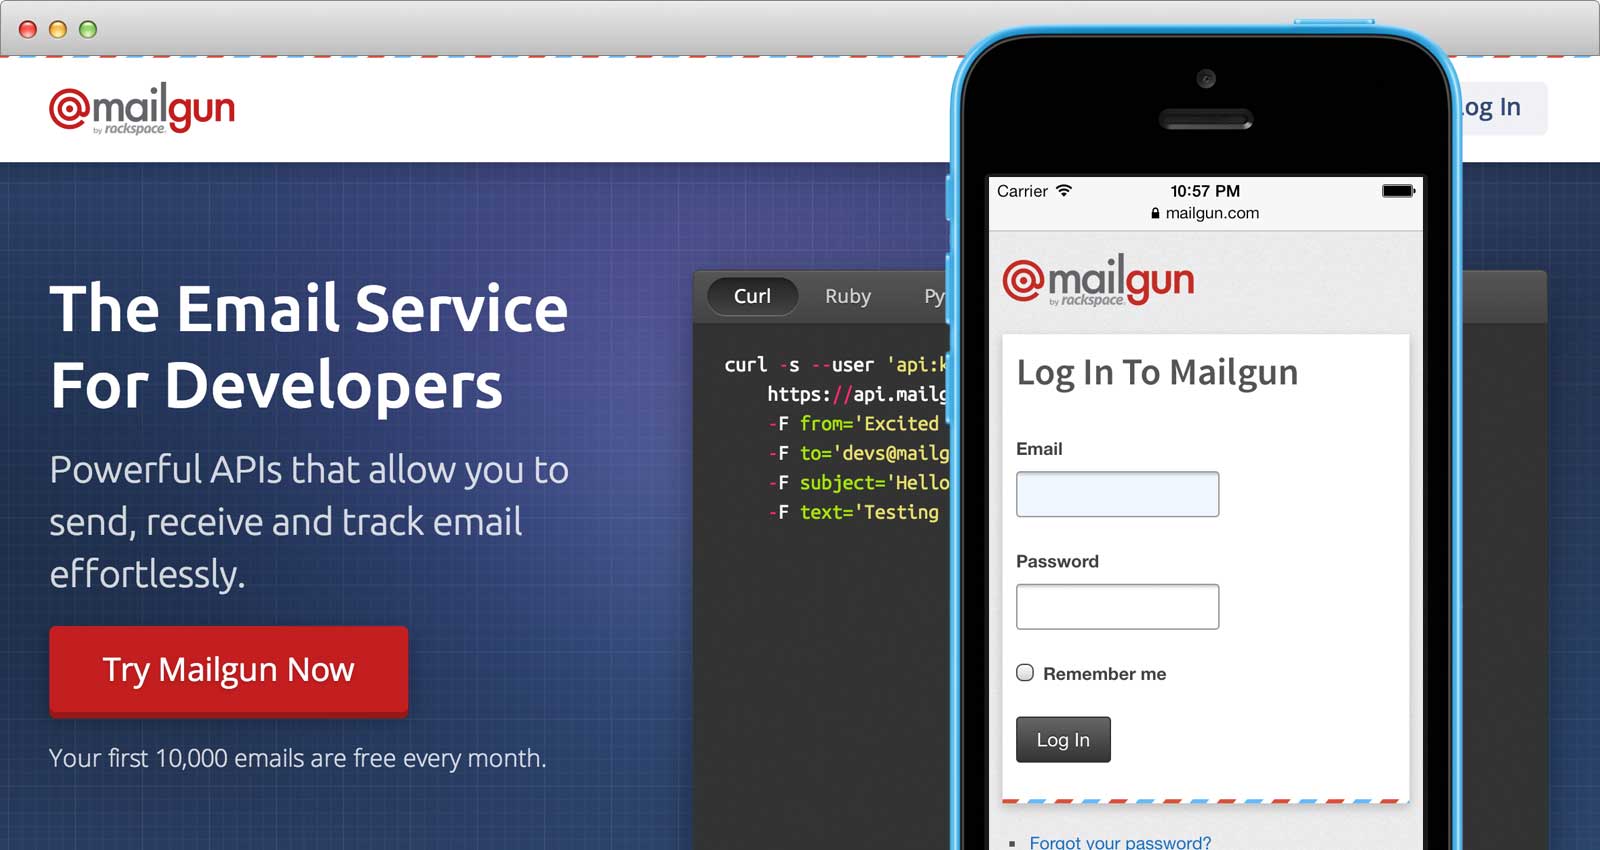 @mailgun
by rackspace.
Log In
The Email Service
For Developers
Powerful APIs that allow you to
send, receive and track email
effortlessly.
Try Mailgun Now
Your first 10,000 emails are free every month.
Curl Ruby Py
curl -s --user 'api:k
https://api.mailg
-F from='Excited
-F to='devs@mailg
-F subject='Hello
-F text='Testing
Carrier 10:57 PM
mailgun.com
@mailgun
by rackspace.
Log In To Mailgun
Email
Password
Remember me
Log In
Forgot your password?